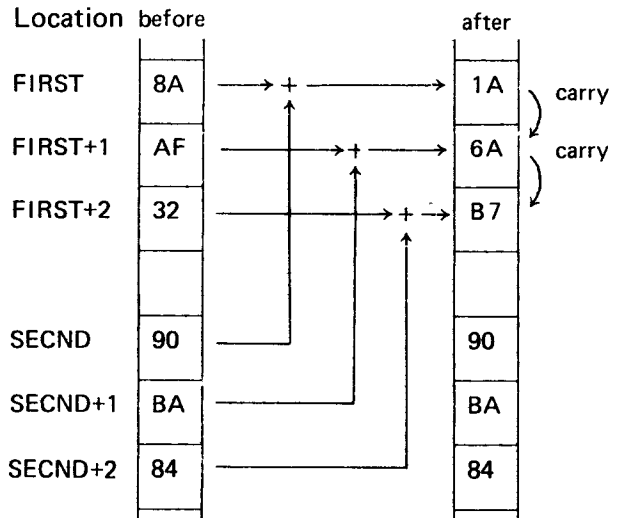 Location before after
FIRST 8A + 1A carry
FIRST+1 AF + 6A carry
FIRST+2 32 + B7
SECND 90 90
SECND+1 BA BA
SECND+2 84 84